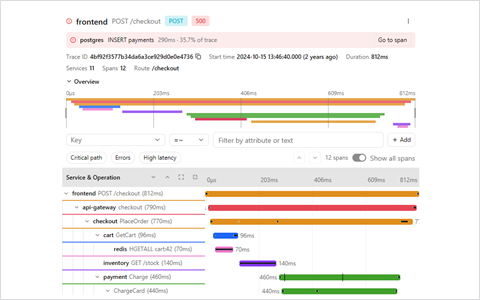 frontend POST /checkout POST 500
postgres INSERT payments 290ms - 35.7% of trace Go to span
Trace ID 4bf92f3577b34da6a3ce929d0e0e4736 Start time 2024-10-15 13:46:40.000 (2 years ago) Duration 812ms
Services 11 Spans 12 Route /checkout
Overview
0μs 203ms 406ms 609ms 812ms
Key =~ Filter by attribute or text + Add
Critical path Errors High latency 12 spans Show all spans
Service & Operation 0μs 203ms 406ms 609ms 812ms
frontend POST /checkout (812ms)
api-gateway checkout (790ms)
checkout PlaceOrder (770ms)
cart GetCart (96ms) 96ms
redis HGETALL cart:42 (70ms) 70ms
inventory GET /stock (140ms) 140ms
payment Charge (460ms) 460ms
ChargeCard (440ms) 440ms